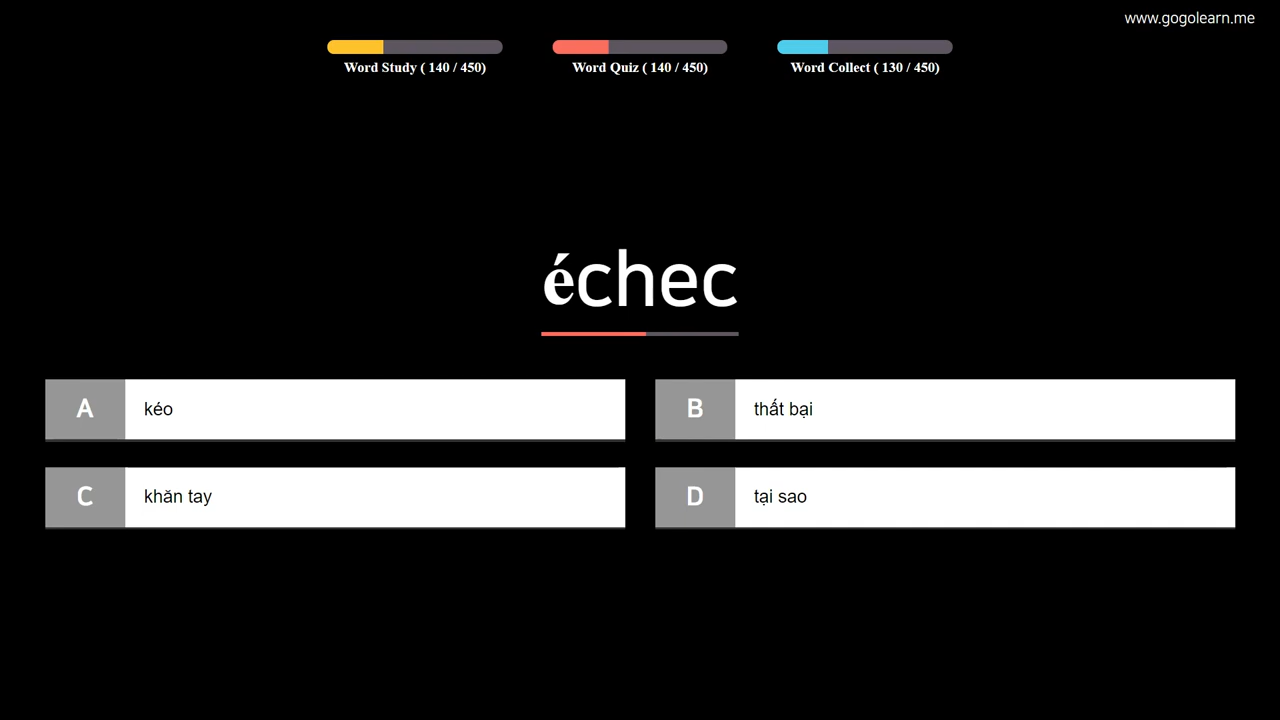 www.gogolearn.me
Word Study ( 140 / 450)
Word Quiz ( 140 / 450)
Word Collect ( 130 / 450)
échec
A kéo
B thất bại
C khăn tay
D tại sao